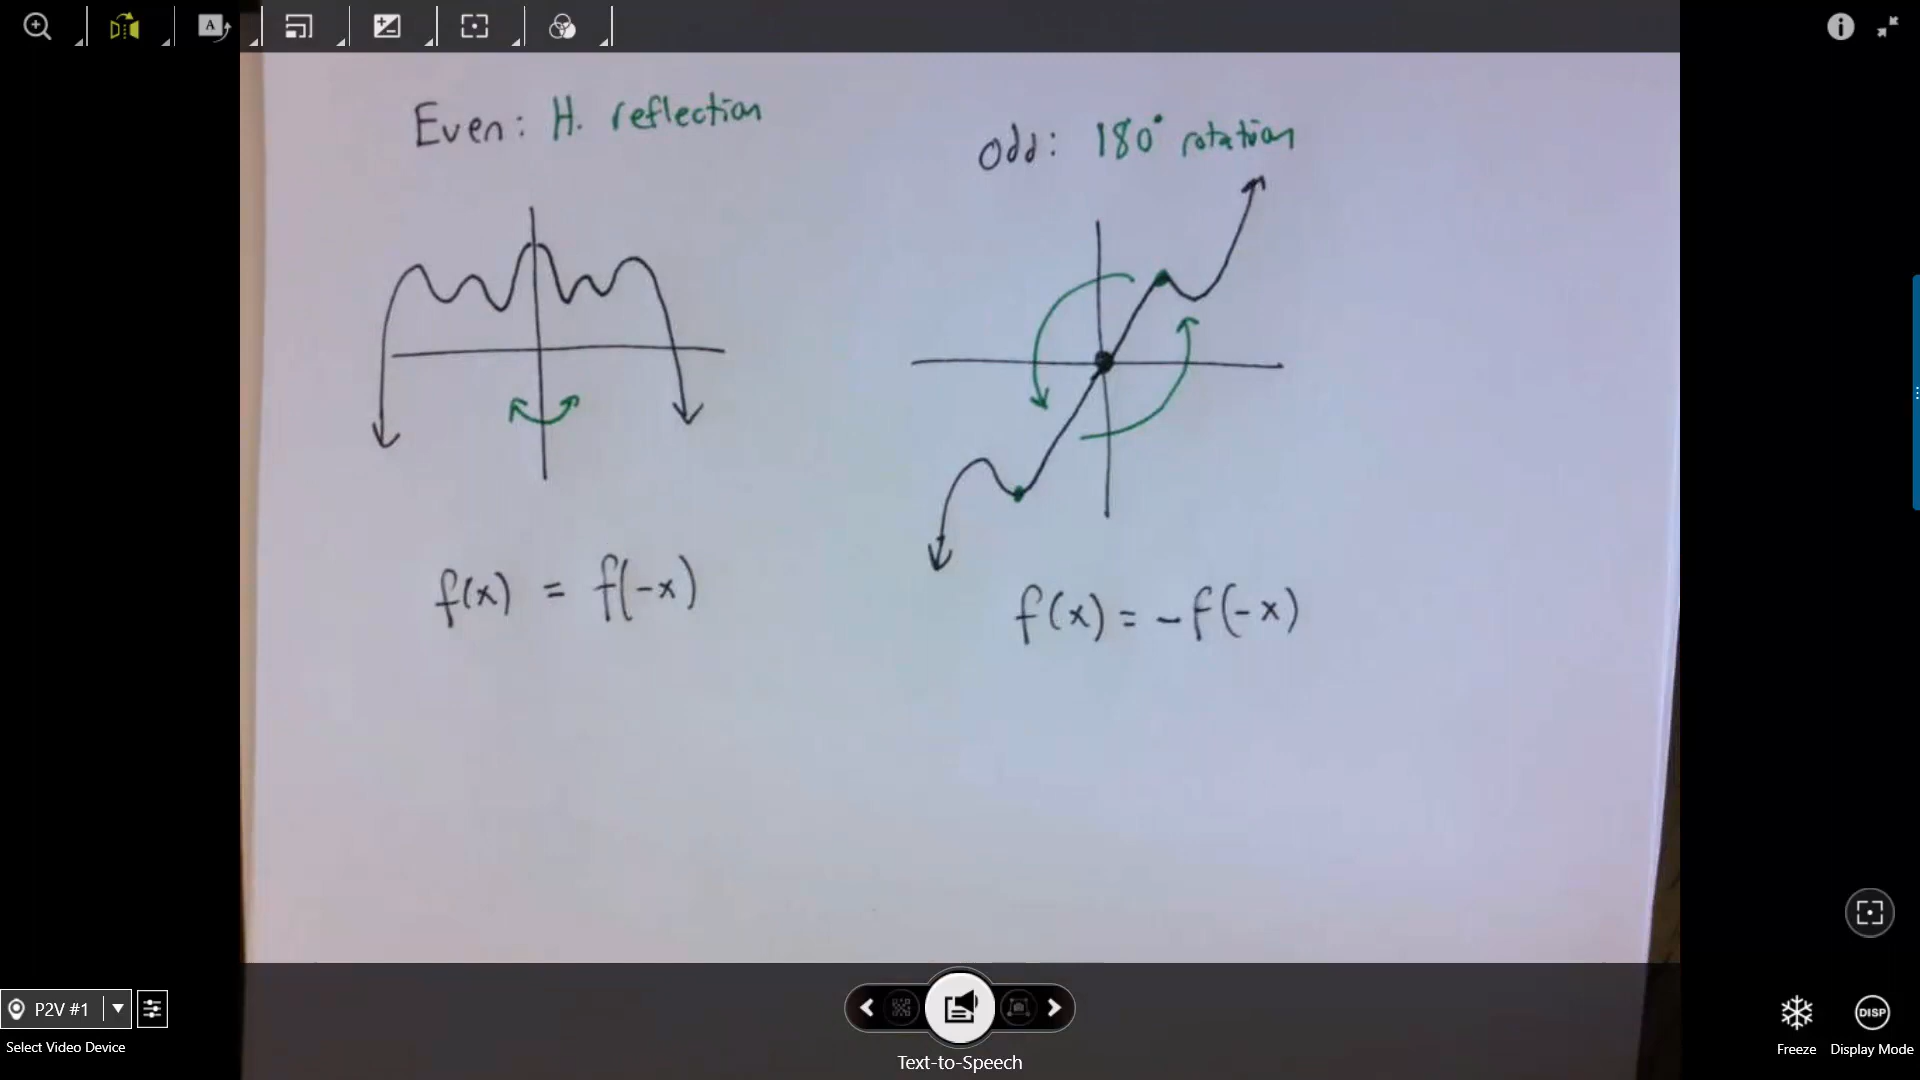 A
Even: H. reflection
Odd: 180° rotation
f(x) = f(-x)
f(x) = -f(-x)
P2V #1
Select Video Device
Text-to-Speech
Freeze
DISP
Display Mode